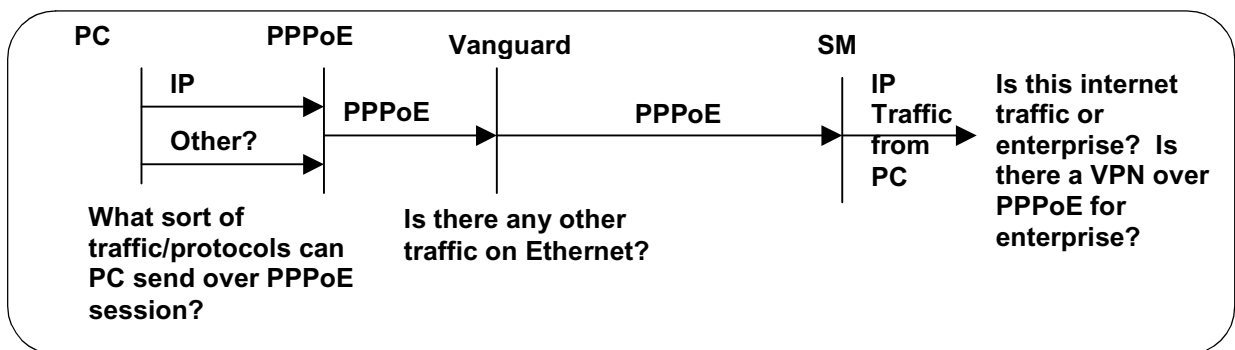 PC
PPPoE
Vanguard
SM
IP
Other?
PPPoE
PPPoE
IP
Traffic
from
PC
Is this internet
traffic or
enterprise? Is
there a VPN over
PPPoE for
enterprise?
What sort of
traffic/protocols can
PC send over PPPoE
session?
Is there any other
traffic on Ethernet?